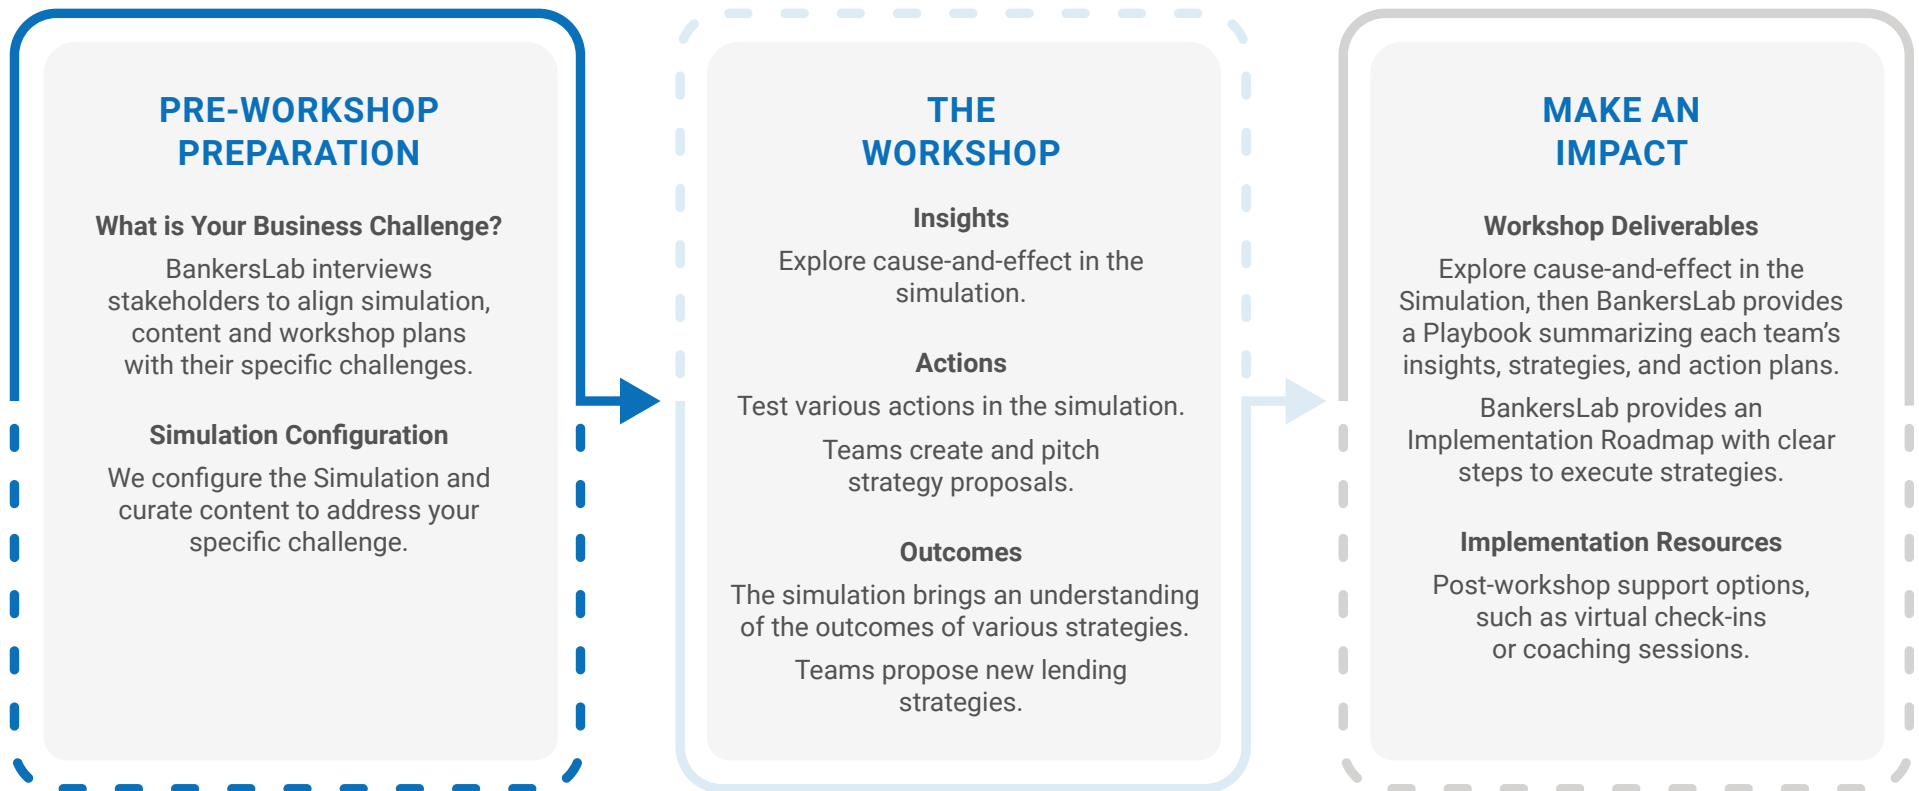 PRE-WORKSHOP
PREPARATION
What is Your Business Challenge?
BankersLab interviews
stakeholders to align simulation,
content and workshop plans
with their specific challenges.
Simulation Configuration
We configure the Simulation and
curate content to address your
specific challenge.
THE
WORKSHOP
Insights
Explore cause-and-effect in the
simulation.
Actions
Test various actions in the simulation.
Teams create and pitch
strategy proposals.
Outcomes
The simulation brings an understanding
of the outcomes of various strategies.
Teams propose new lending
strategies.
MAKE AN
IMPACT
Workshop Deliverables
Explore cause-and-effect in the
Simulation, then BankersLab provides
a Playbook summarizing each team’s
insights, strategies, and action plans.
BankersLab provides an
Implementation Roadmap with clear
steps to execute strategies.
Implementation Resources
Post-workshop support options,
such as virtual check-ins
or coaching sessions.